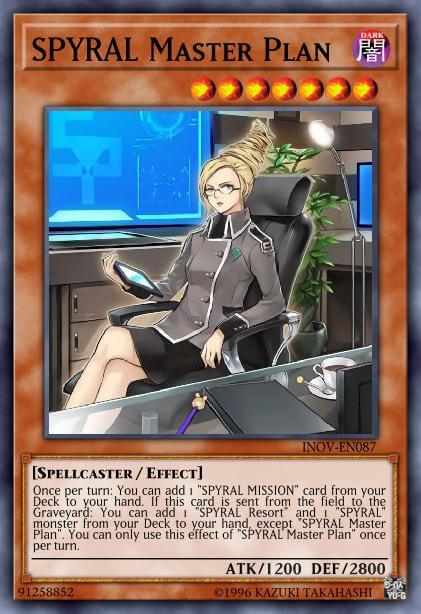 SPYRAL Master Plan
DARK
闇
INOV-EN087
[Spellcaster / Effect]
Once per turn: You can add 1 "SPYRAL MISSION" card from your
Deck to your hand. If this card is sent from the field to the
Graveyard: You can add 1 "SPYRAL Resort" and 1 "SPYRAL"
monster from your Deck to your hand, except "SPYRAL Master
Plan". You can only use this effect of "SPYRAL Master Plan" once
per turn.
ATK/1200 DEF/2800
91258852
©1996 KAZUKI TAKAHASHI